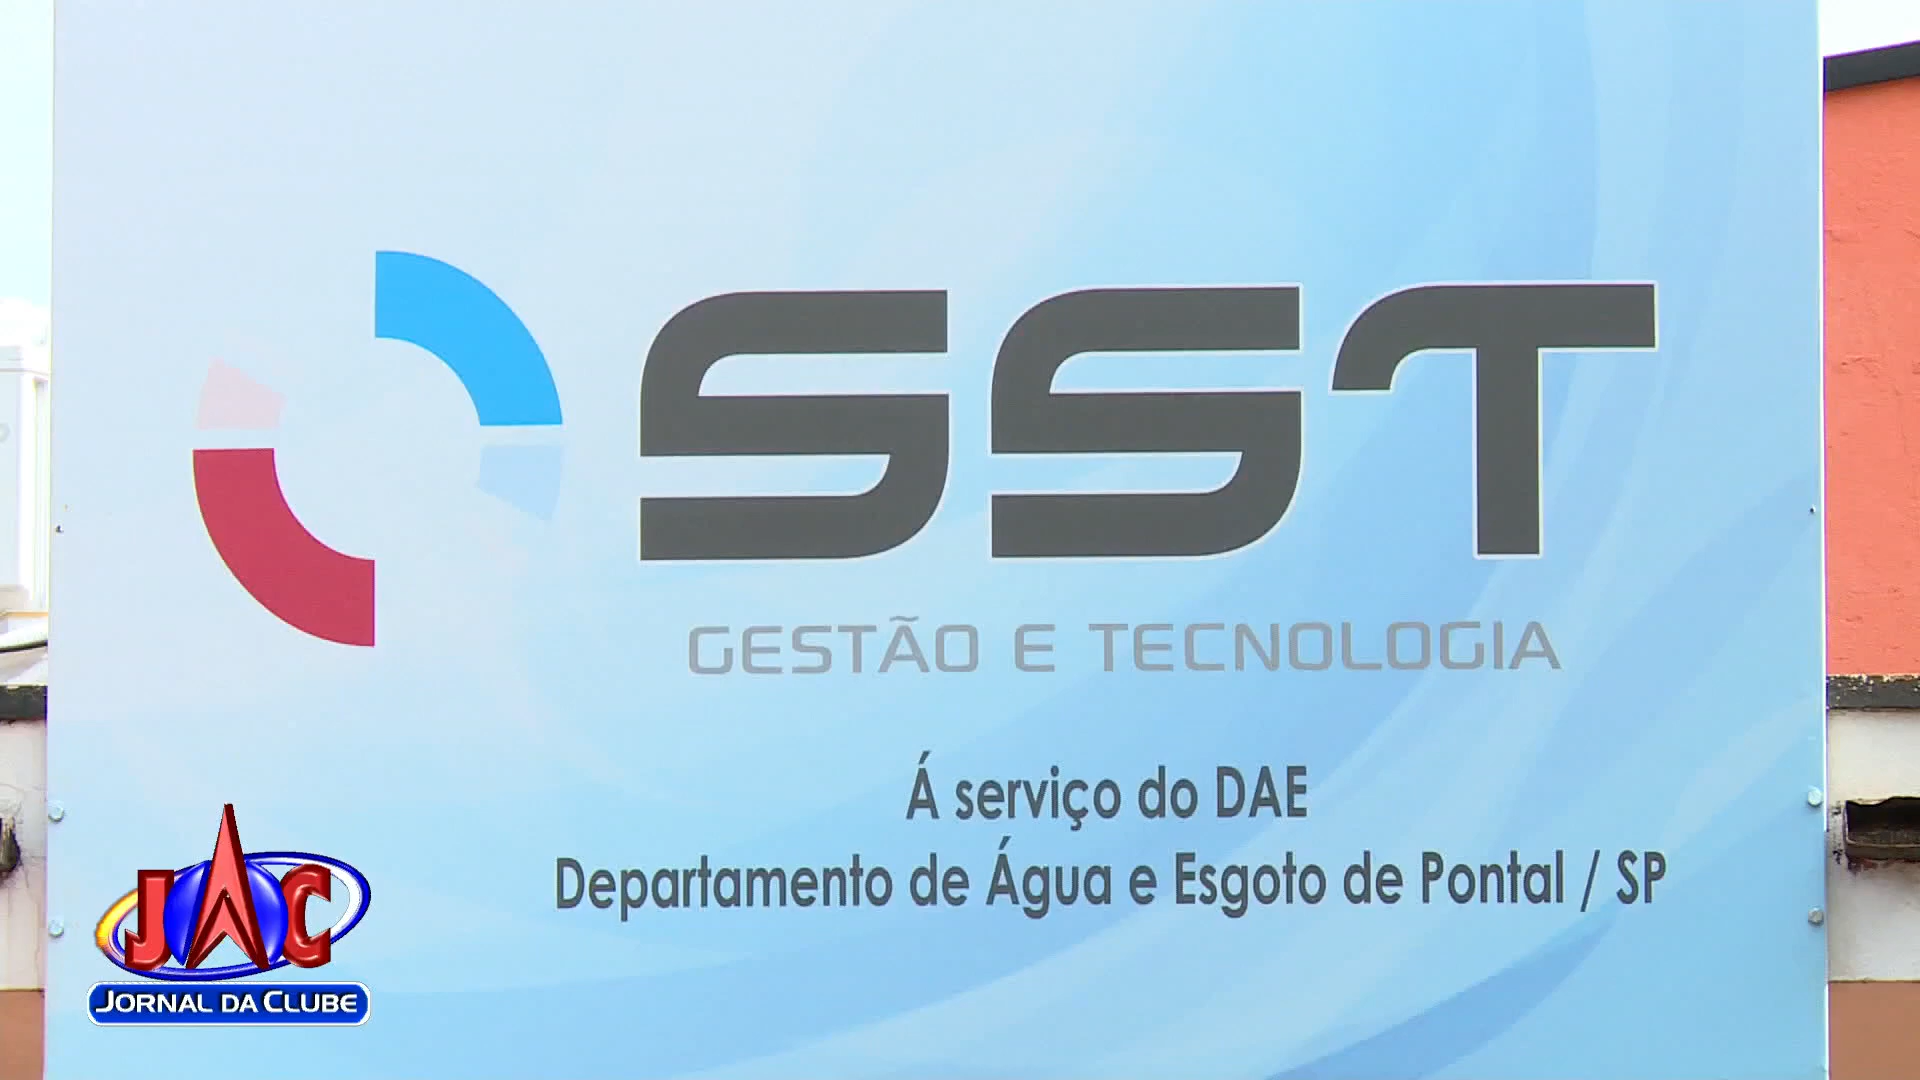 SST
GESTÃO E TECNOLOGIA
Á serviço do DAE
Departamento de Água e Esgoto de Pontal / SP
JAC
JORNAL DA CLUBE